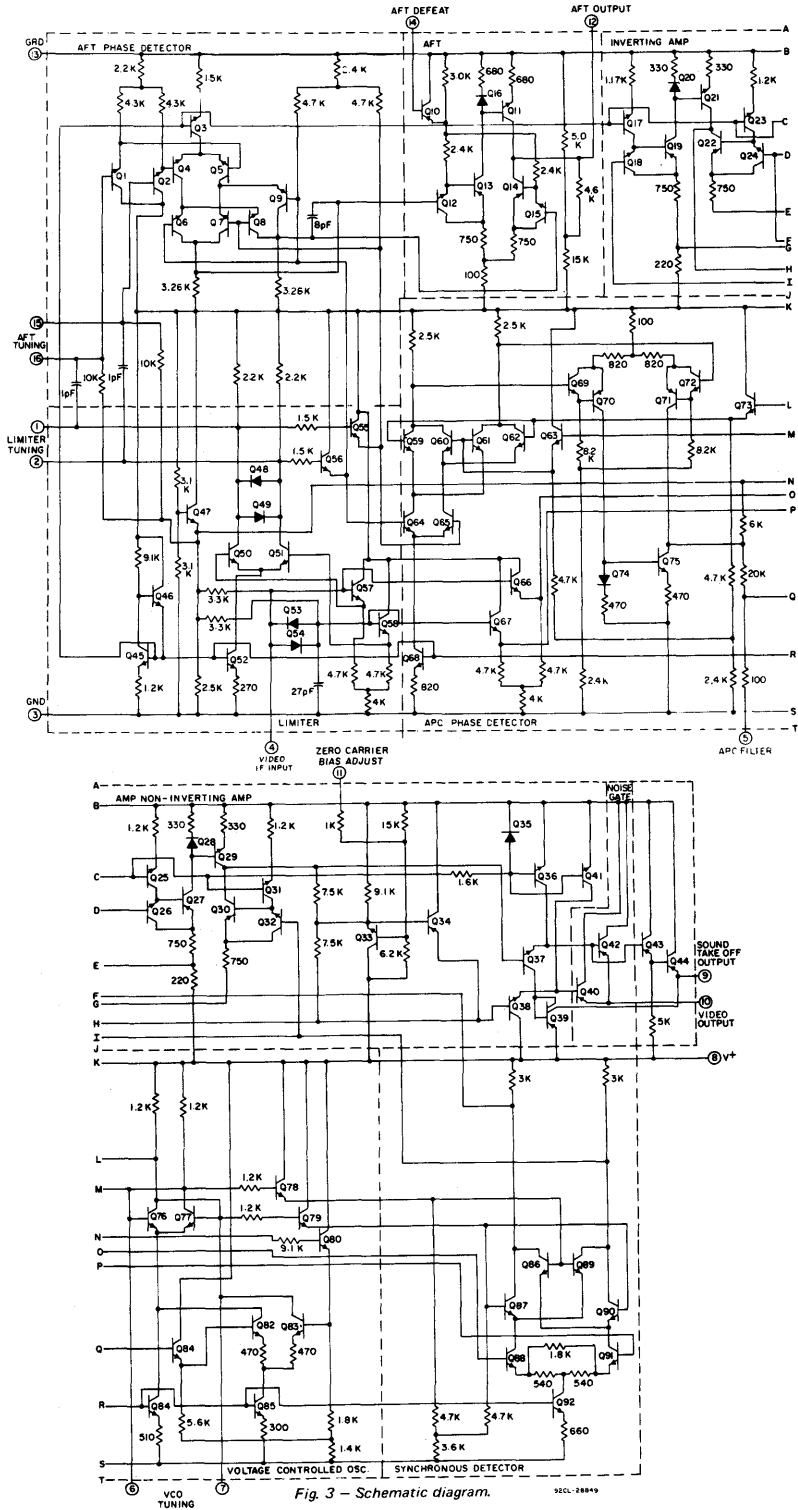 AFT DEFEAT
14
AFT OUTPUT
12
A
GRD
13
AFT PHASE DETECTOR
AFT
INVERTING AMP
B
2.2K
1.5K
4.7K
4.7K
4.3K
4.3K
3.0K
680
Q16
680
Q11
1.17K
330
Q20
330
Q21
1.2K
Q3
Q10
Q17
Q23
C
Q1
Q2
Q4
Q5
Q9
2.4K
2.4K
5.0
K
Q18
Q19
Q22
Q24
D
Q6
Q7
Q8
8pF
Q12
Q13
Q14
Q15
4.6
K
750
750
E
F
G
3.26K
3.26K
750
750
100
15K
220
H
I
J
K
15
AFT
TUNING
16
1pF
10K
1pF
10K
2.2K
2.2K
2.5K
2.5K
100
820
820
Q69
Q70
Q71
Q72
Q73
L
1
LIMITER
TUNING
2
1.5K
Q55
1.5K
Q56
Q59
Q60
Q61
Q62
Q63
8.2
K
8.2K
M
3.1
K
Q47
Q48
Q49
Q64
Q65
N
O
P
6K
3.1
K
9.1K
Q46
Q50
Q51
3.3K
3.3K
Q57
Q66
4.7K
Q74
470
Q75
470
4.7K
20K
Q
Q53
Q54
Q58
Q67
Q45
Q52
Q68
R
1.2K
2.5K
270
27pF
4.7K
4.7K
4K
820
4.7K
4.7K
4K
2.4K
2.4K
100
GND
3
S
LIMITER
APC PHASE DETECTOR
T
4
VIDEO
IF INPUT
ZERO CARRIER
BIAS ADJUST
11
5
APC FILTER
A
AMP NON-INVERTING AMP
NOISE
GATE
B
1.2K
330
Q28
330
Q29
1.2K
1K
15K
Q35
C
Q25
Q31
7.5K
9.1K
1.6K
Q36
Q41
D
Q26
Q27
Q30
Q32
Q34
Q33
Q42
Q43
Q44
SOUND
TAKE OFF
OUTPUT
9
E
750
750
7.5K
6.2K
Q37
220
F
G
H
I
Q38
Q39
Q40
10
VIDEO
OUTPUT
5K
J
K
8 V+
1.2K
1.2K
3K
3K
L
M
1.2K
Q78
Q76
Q77
1.2K
Q79
N
9.1K
Q80
O
P
Q86
Q89
Q87
Q90
Q
Q84
Q82
Q83
470
470
Q88
1.8K
Q91
540
540
R
Q84
Q85
Q92
510
5.6K
300
1.8K
1.4K
4.7K
4.7K
3.6K
660
S
T
VOLTAGE CONTROLLED OSC.
SYNCHRONOUS DETECTOR
6
VCO
TUNING
7
Fig. 3 – Schematic diagram.
92CL-28849